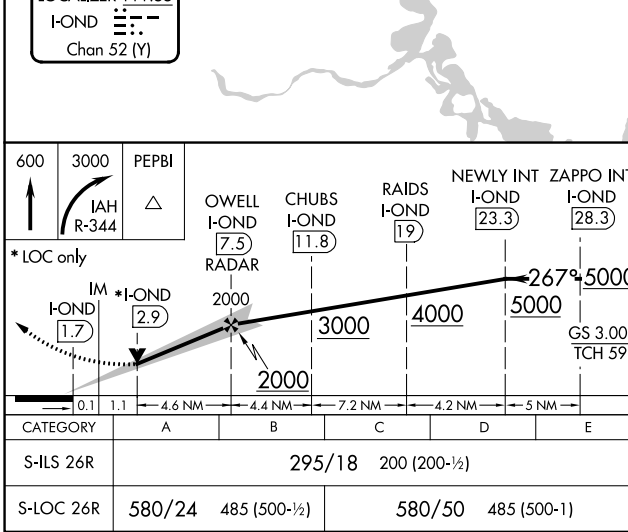 I-OND
Chan 52 (Y)
600 3000 PEPBI
IAH
R-344
* LOC only
OWELL
I-OND
7.5
RADAR
CHUBS
I-OND
11.8
RAIDS
I-OND
19
NEWLY INT
I-OND
23.3
ZAPPO INT
I-OND
28.3
I-OND
1.7
IM
*I-OND
2.9
2000
2000
3000
4000
5000
267° 5000
GS 3.00
TCH 59
0.1 1.1 4.6 NM 4.4 NM 7.2 NM 4.2 NM 5 NM
CATEGORY A B C D E
S-ILS 26R 295/18 200 (200-½)
S-LOC 26R 580/24 485 (500-½) 580/50 485 (500-1)